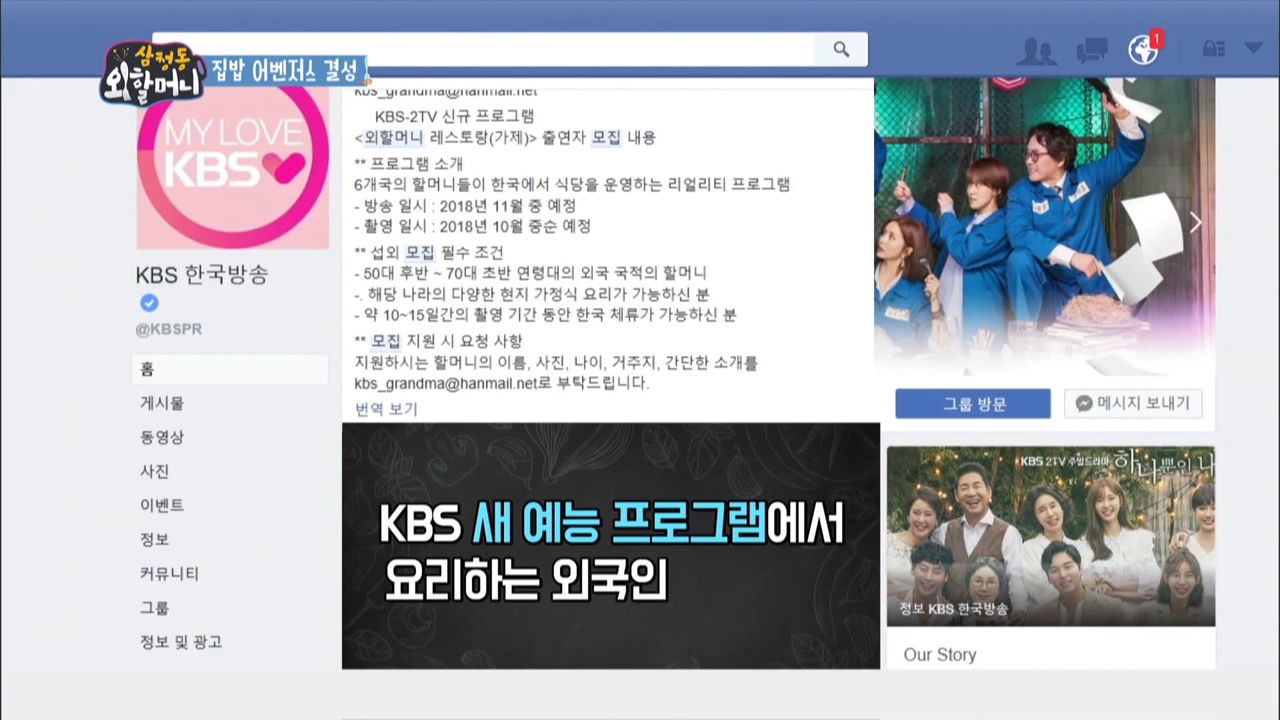 삼청동
외할머니
집밥 어벤저스 결성
1
MY LOVE
KBS
KBS 한국방송
@KBSPR
홈
게시물
동영상
사진
이벤트
정보
커뮤니티
그룹
정보 및 광고
kbs_grandma@hanmail.net
KBS-2TV 신규 프로그램
<외할머니 레스토랑(가제)> 출연자 모집 내용
** 프로그램 소개
6개국의 할머니들이 한국에서 식당을 운영하는 리얼리티 프로그램
- 방송 일시 : 2018년 11월 중 예정
- 촬영 일시 : 2018년 10월 중순 예정
** 섭외 모집 필수 조건
- 50대 후반 ~ 70대 초반 연령대의 외국 국적의 할머니
-. 해당 나라의 다양한 현지 가정식 요리가 가능하신 분
- 약 10~15일간의 촬영 기간 동안 한국 체류가 가능하신 분
** 모집 지원 시 요청 사항
지원하시는 할머니의 이름, 사진, 나이, 거주지, 간단한 소개를
kbs_grandma@hanmail.net로 부탁드립니다.
번역 보기
KBS 새 예능 프로그램에서
요리하는 외국인
그룹 방문
메시지 보내기
KBS 2TV 주말드라마
하나뿐인 내
정보 KBS 한국방송
Our Story